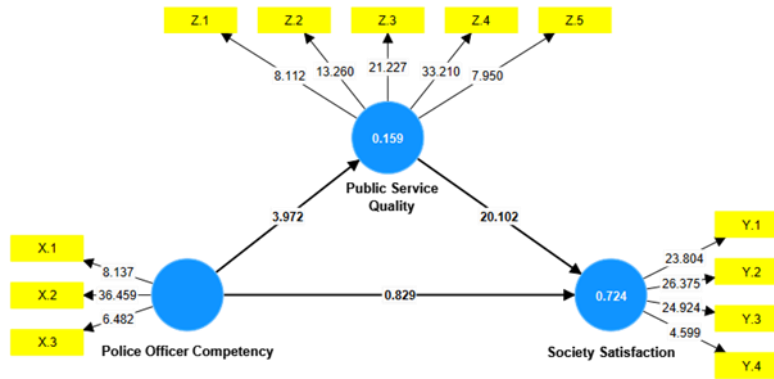 Z.1 Z.2 Z.3 Z.4 Z.5
8.112 13.260 21.227 33.210 7.950
0.159
Public Service
Quality
3.972 20.102
X.1
X.2
X.3
8.137
36.459
6.482
Police Officer Competency
0.829
0.724
Society Satisfaction
23.804
26.375
24.924
4.599
Y.1
Y.2
Y.3
Y.4